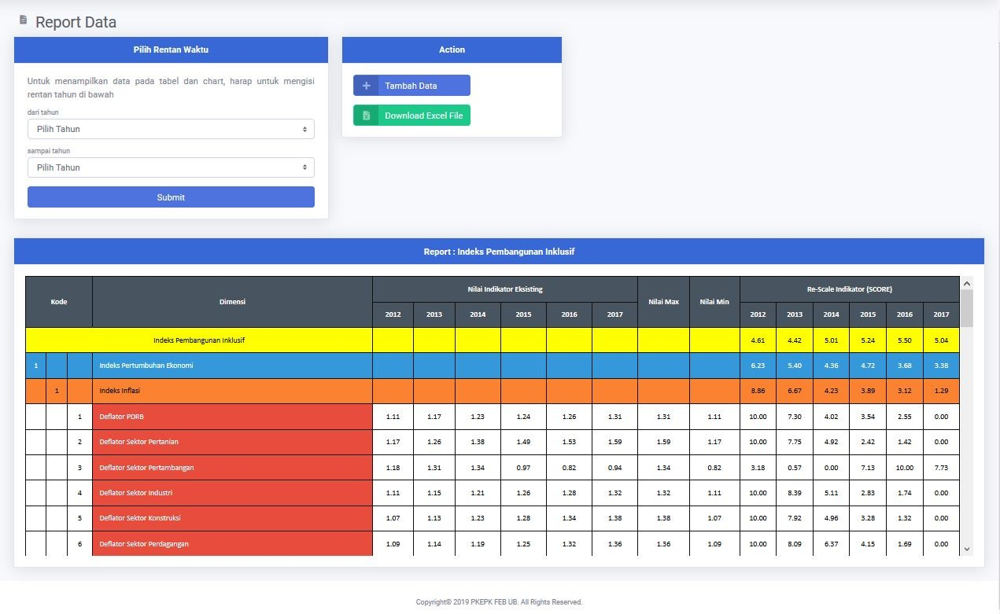 Report Data
Pilih Rentan Waktu
Untuk menampilkan data pada tabel dan chart, harap untuk mengisi
rentan tahun di bawah
dari tahun
Pilih Tahun
sampai tahun
Pilih Tahun
Submit
Action
Tambah Data
Download Excel File
Report : Indeks Pembangunan Inklusif
Kode Dimensi Nilai Indikator Eksisting Nilai Max Nilai Min Re-Scale Indikator (SCORE)
2012 2013 2014 2015 2016 2017 2012 2013 2014 2015 2016 2017
Indeks Pembangunan Inklusif 4.61 4.42 5.01 5.24 5.50 5.04
1 Indeks Pertumbuhan Ekonomi 6.23 5.40 4.36 4.72 3.68 3.38
1 Indeks Inflasi 8.86 6.67 4.23 3.89 3.12 1.29
1 Deflator PDRB 1.11 1.17 1.23 1.24 1.26 1.31 1.31 1.11 10.00 7.30 4.02 3.54 2.55 0.00
2 Deflator Sektor Pertanian 1.17 1.26 1.38 1.49 1.53 1.59 1.59 1.17 10.00 7.75 4.92 2.42 1.42 0.00
3 Deflator Sektor Pertambangan 1.18 1.31 1.34 0.97 0.82 0.94 1.34 0.82 3.18 0.57 0.00 7.13 10.00 7.73
4 Deflator Sektor Industri 1.11 1.15 1.21 1.26 1.28 1.32 1.32 1.11 10.00 8.39 5.11 2.83 1.74 0.00
5 Deflator Sektor Konstruksi 1.07 1.13 1.23 1.28 1.34 1.38 1.38 1.07 10.00 7.92 4.96 3.28 1.32 0.00
6 Deflator Sektor Perdagangan 1.09 1.14 1.19 1.25 1.32 1.36 1.36 1.09 10.00 8.09 6.37 4.15 1.69 0.00
Copyright© 2019 PKEPK FEB UB. All Rights Reserved.